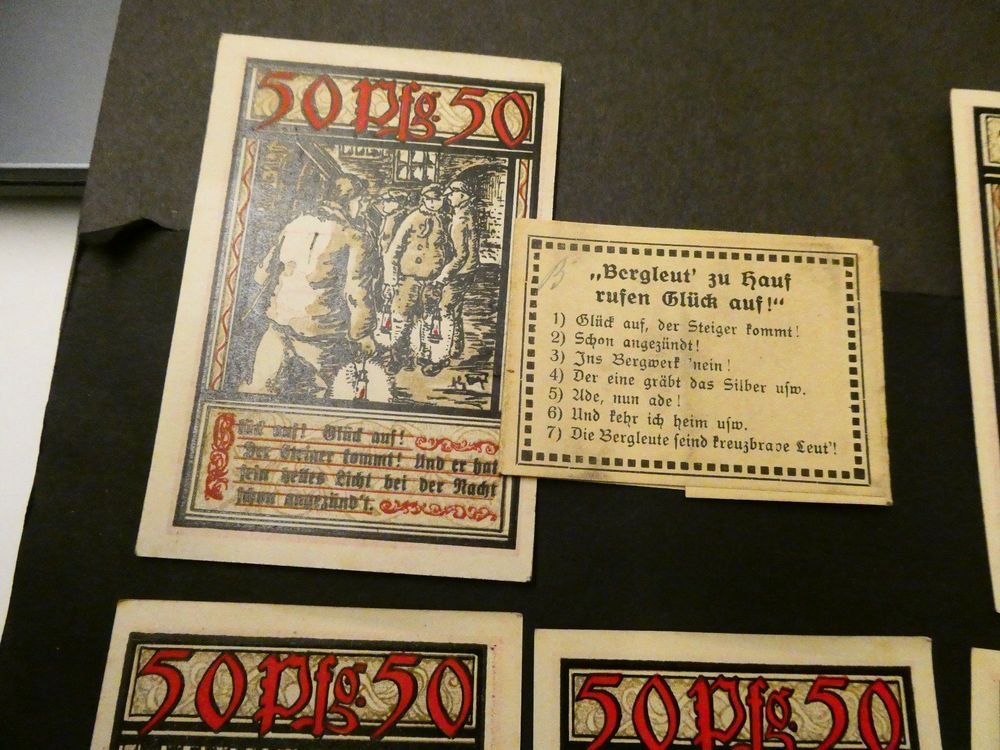 50 Pfg. 50
„Bergleut' zu Hauf
rufen Glück auf!"
1) Glück auf, der Steiger kommt!
2) Schon angezündt!
3) Ins Bergwerk 'nein!
4) Der eine gräbt das Silber usw.
5) Ade, nun ade!
6) Und kehr ich heim usw.
7) Die Bergleute seind kreuzbrave Leut'!
Glück auf! Glück auf!
Der Steiger kommt! Und er hat
sein helles Licht bei der Nacht
schon angezünd't.
50 Pfg. 50
50 Pfg. 50